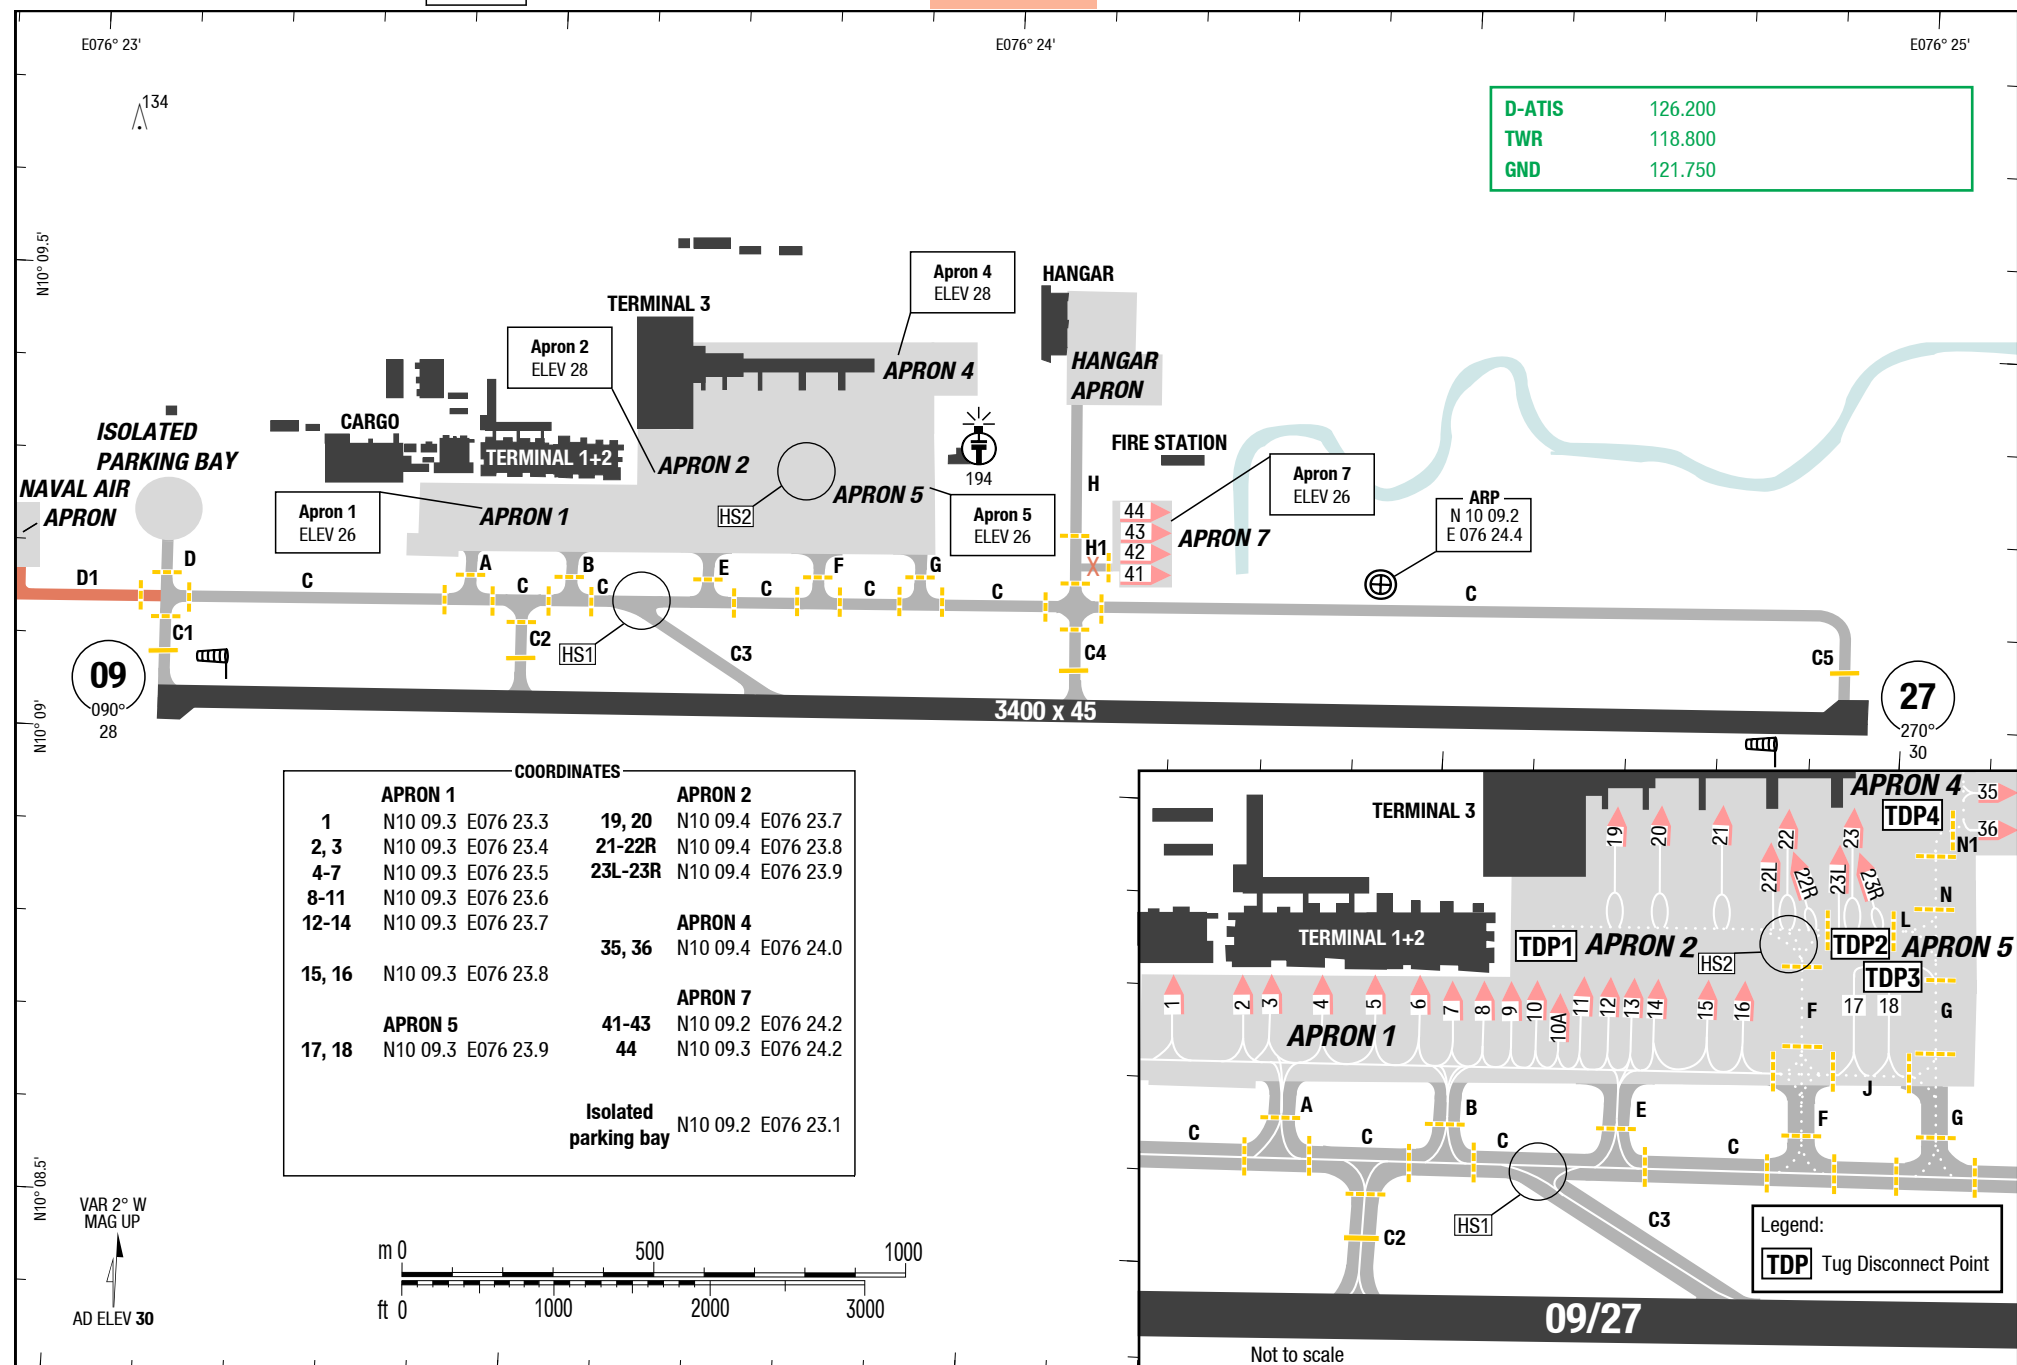 E076° 23'
E076° 24'
E076° 25'
134
D-ATIS 126.200
TWR 118.800
GND 121.750
N10° 09.5'
Apron 4
ELEV 28
HANGAR
TERMINAL 3
Apron 2
ELEV 28
HANGAR
APRON
APRON 4
CARGO
ISOLATED
PARKING BAY
TERMINAL 1+2
APRON 2
FIRE STATION
194
NAVAL AIR
APRON
Apron 1
ELEV 26
APRON 1
HS2
APRON 5
Apron 5
ELEV 26
H
Apron 7
ELEV 26
ARP
N 10 09.2
E 076 24.4
44
43
42
41
APRON 7
H1
D1
D
C
A
C
B
C
E
C
F
C
G
C
C
C1
C2
HS1
C3
C4
C5
09
090°
28
27
270°
30
3400 x 45
N10° 09'
COORDINATES
APRON 1
1 N10 09.3 E076 23.3
2, 3 N10 09.3 E076 23.4
4-7 N10 09.3 E076 23.5
8-11 N10 09.3 E076 23.6
12-14 N10 09.3 E076 23.7
15, 16 N10 09.3 E076 23.8
APRON 5
17, 18 N10 09.3 E076 23.9
APRON 2
19, 20 N10 09.4 E076 23.7
21-22R N10 09.4 E076 23.8
23L-23R N10 09.4 E076 23.9
APRON 4
35, 36 N10 09.4 E076 24.0
APRON 7
41-43 N10 09.2 E076 24.2
44 N10 09.3 E076 24.2
Isolated
parking bay N10 09.2 E076 23.1
N10° 08.5'
VAR 2° W
MAG UP
AD ELEV 30
m 0 500 1000
ft 0 1000 2000 3000
TERMINAL 3
APRON 4
TDP4
35
36
N1
19
20
21
22
22L
22R
23
23L
23R
N
L
TERMINAL 1+2
TDP1
APRON 2
HS2
TDP2
APRON 5
TDP3
1
2
3
4
5
6
7
8
9
10
10A
11
12
13
14
15
16
F
17
18
G
APRON 1
J
A
B
E
F
G
C
C
C
C
HS1
C3
C2
Legend:
TDP Tug Disconnect Point
09/27
Not to scale